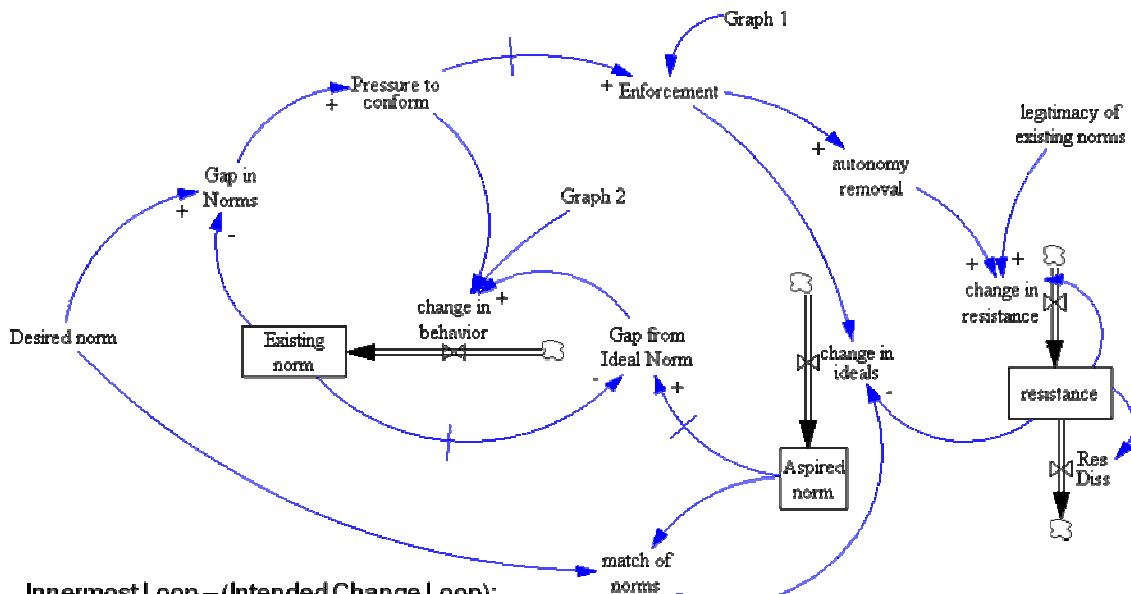 Graph 1
Pressure to
conform
+
+ Enforcement
legitimacy of
existing norms
+
autonomy
removal
Gap in
Norms
+
-
Graph 2
+ +
change in
resistance
change in
behavior
+
Desired norm
Existing
norm
Gap from
Ideal Norm
-
+
change in
ideals
-
resistance
Aspired
norm
Res
Diss
match of
norms
Innermost Loop – (Intended Change Loop):